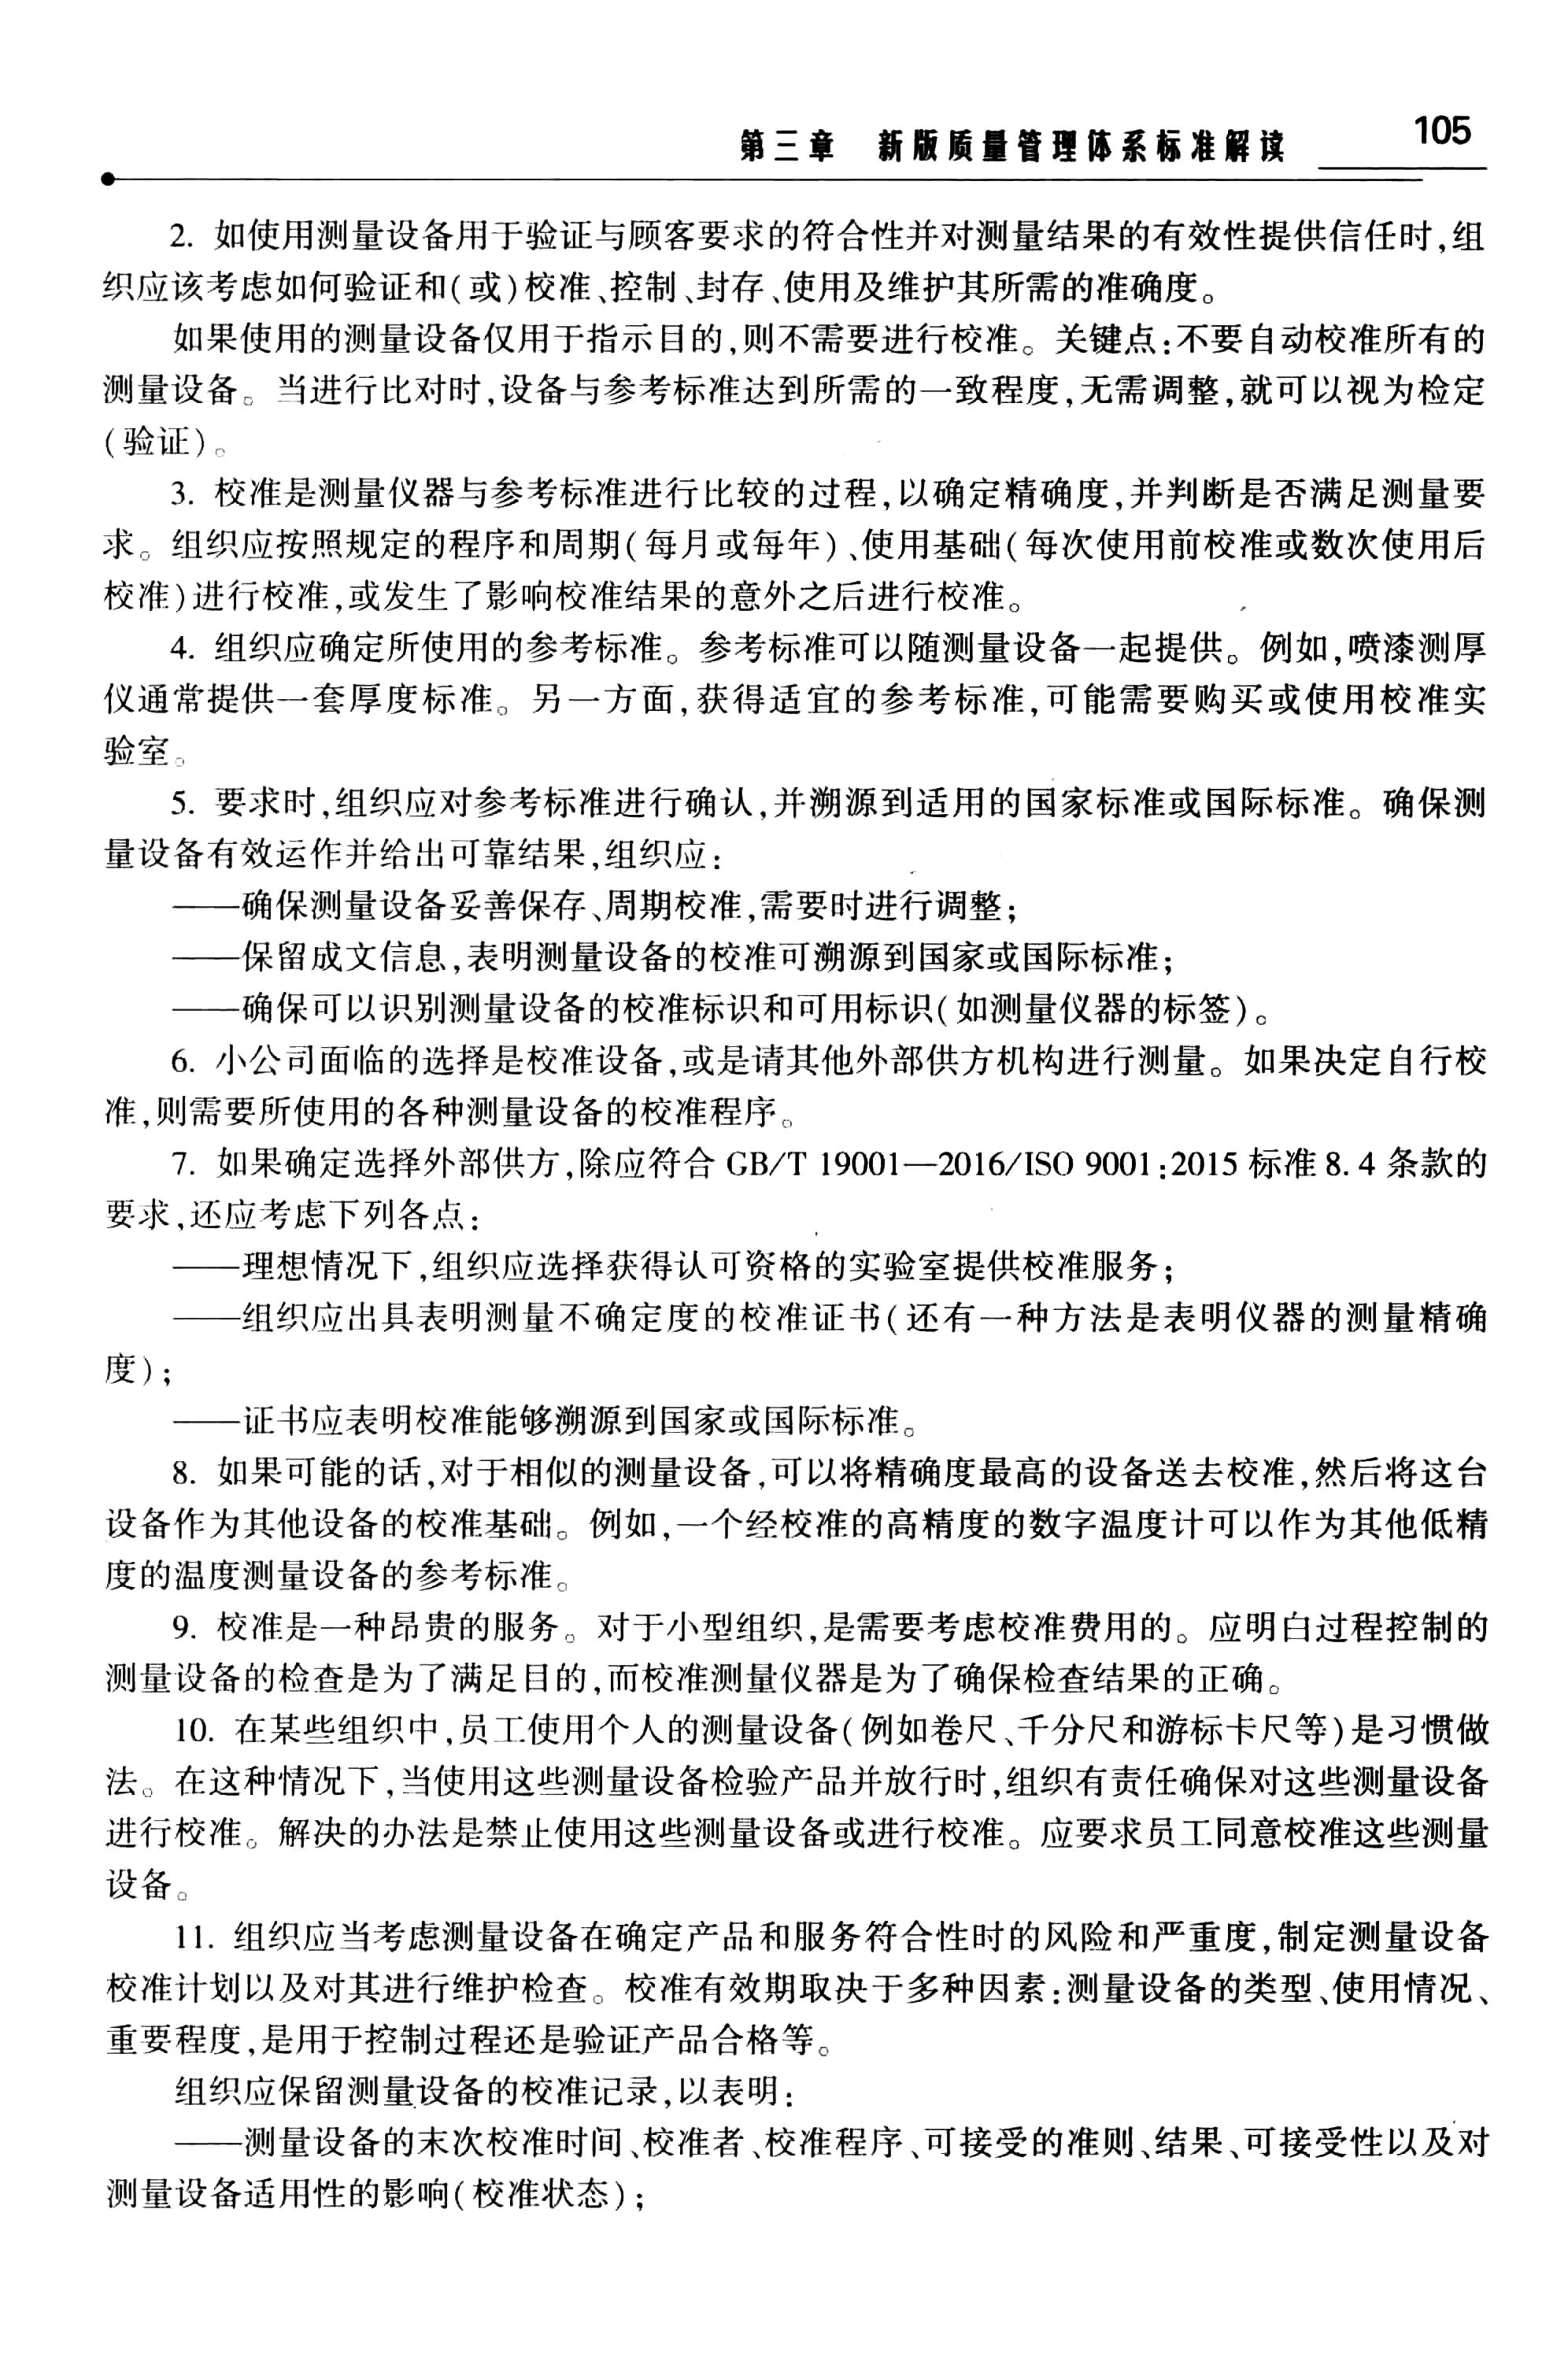 第三章 新版质量管理体系标准解读 105
2. 如使用测量设备用于验证与顾客要求的符合性并对测量结果的有效性提供信任时,组
织应该考虑如何验证和(或)校准、控制、封存、使用及维护其所需的准确度。
如果使用的测量设备仅用于指示目的,则不需要进行校准。关键点:不要自动校准所有的
测量设备。当进行比对时,设备与参考标准达到所需的一致程度,无需调整,就可以视为检定
(验证)。
3. 校准是测量仪器与参考标准进行比较的过程,以确定精确度,并判断是否满足测量要
求。组织应按照规定的程序和周期(每月或每年)、使用基础(每次使用前校准或数次使用后
校准)进行校准,或发生了影响校准结果的意外之后进行校准。
4. 组织应确定所使用的参考标准。参考标准可以随测量设备一起提供。例如,喷漆测厚
仪通常提供一套厚度标准。另一方面,获得适宜的参考标准,可能需要购买或使用校准实
验室。
5. 要求时,组织应对参考标准进行确认,并溯源到适用的国家标准或国际标准。确保测
量设备有效运作并给出可靠结果,组织应:
——确保测量设备妥善保存、周期校准,需要时进行调整;
——保留成文信息,表明测量设备的校准可溯源到国家或国际标准;
——确保可以识别测量设备的校准标识和可用标识(如测量仪器的标签)。
6. 小公司面临的选择是校准设备,或是请其他外部供方机构进行测量。如果决定自行校
准,则需要所使用的各种测量设备的校准程序。
7. 如果确定选择外部供方,除应符合 GB/T 19001—2016/ISO 9001:2015 标准 8. 4 条款的
要求,还应考虑下列各点:
——理想情况下,组织应选择获得认可资格的实验室提供校准服务;
——组织应出具表明测量不确定度的校准证书(还有一种方法是表明仪器的测量精确
度);
——证书应表明校准能够溯源到国家或国际标准。
8. 如果可能的话,对于相似的测量设备,可以将精确度最高的设备送去校准,然后将这台
设备作为其他设备的校准基础。例如,一个经校准的高精度的数字温度计可以作为其他低精
度的温度测量设备的参考标准。
9. 校准是一种昂贵的服务。对于小型组织,是需要考虑校准费用的。应明白过程控制的
测量设备的检查是为了满足目的,而校准测量仪器是为了确保检查结果的正确。
10. 在某些组织中,员工使用个人的测量设备(例如卷尺、千分尺和游标卡尺等)是习惯做
法。在这种情况下,当使用这些测量设备检验产品并放行时,组织有责任确保对这些测量设备
进行校准。解决的办法是禁止使用这些测量设备或进行校准。应要求员工同意校准这些测量
设备。
11. 组织应当考虑测量设备在确定产品和服务符合性时的风险和严重度,制定测量设备
校准计划以及对其进行维护检查。校准有效期取决于多种因素:测量设备的类型、使用情况、
重要程度,是用于控制过程还是验证产品合格等。
组织应保留测量设备的校准记录,以表明:
——测量设备的末次校准时间、校准者、校准程序、可接受的准则、结果、可接受性以及对
测量设备适用性的影响(校准状态);